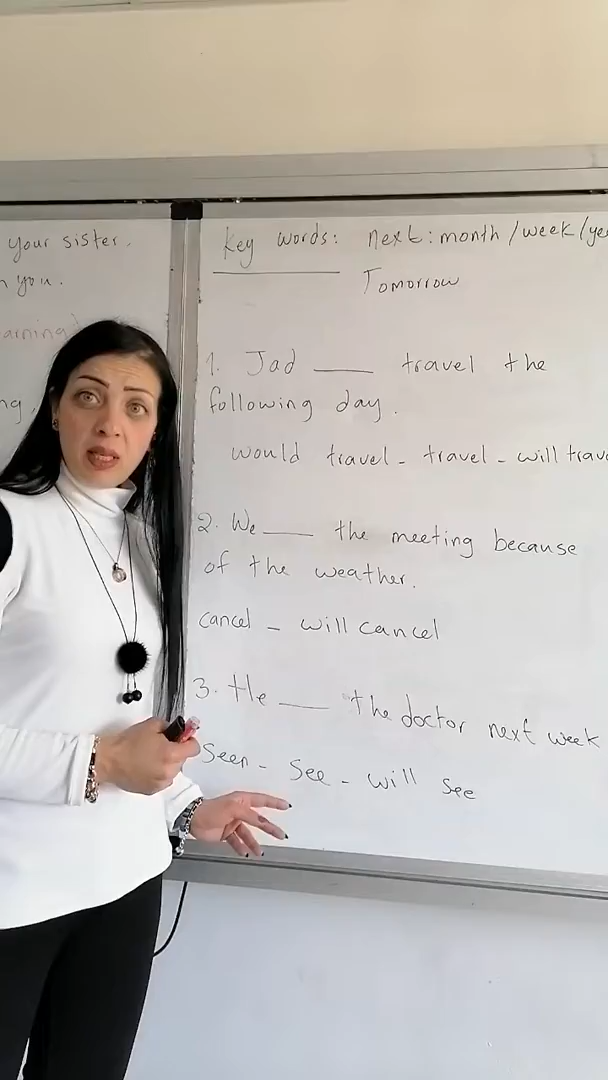 your sister.
you.
Key words: next: month / week /
Tomorrow
1. Jad ____ travel the
following day.
would travel - travel - will
2. We ____ the meeting because
of the weather.
cancel - will cancel
3. He ____ the doctor next week
Seen - See - will see